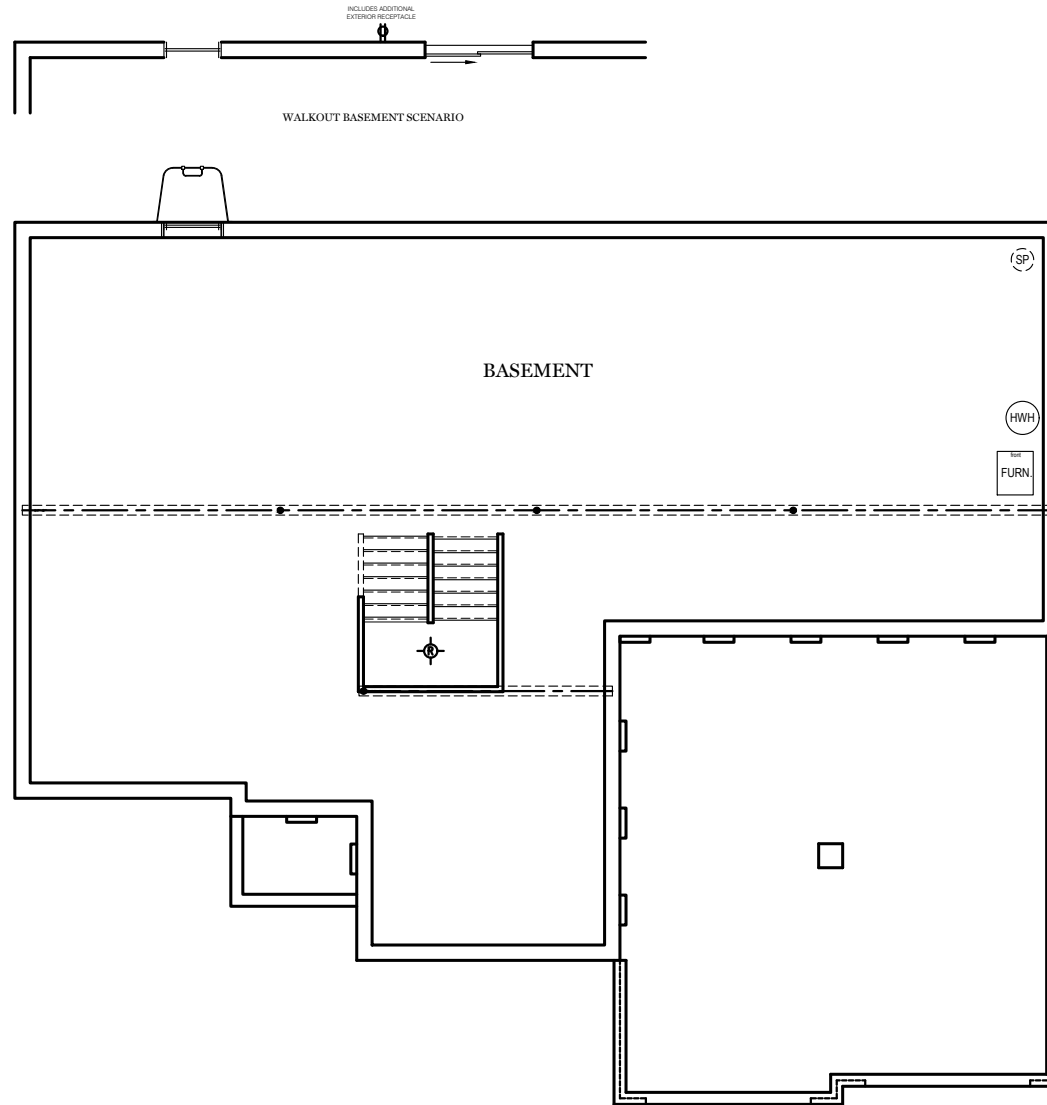 INCLUDES ADDITIONAL
EXTERIOR RECEPTACLE
WALKOUT BASEMENT SCENARIO
SP
BASEMENT
HWH
front
FURN.
R